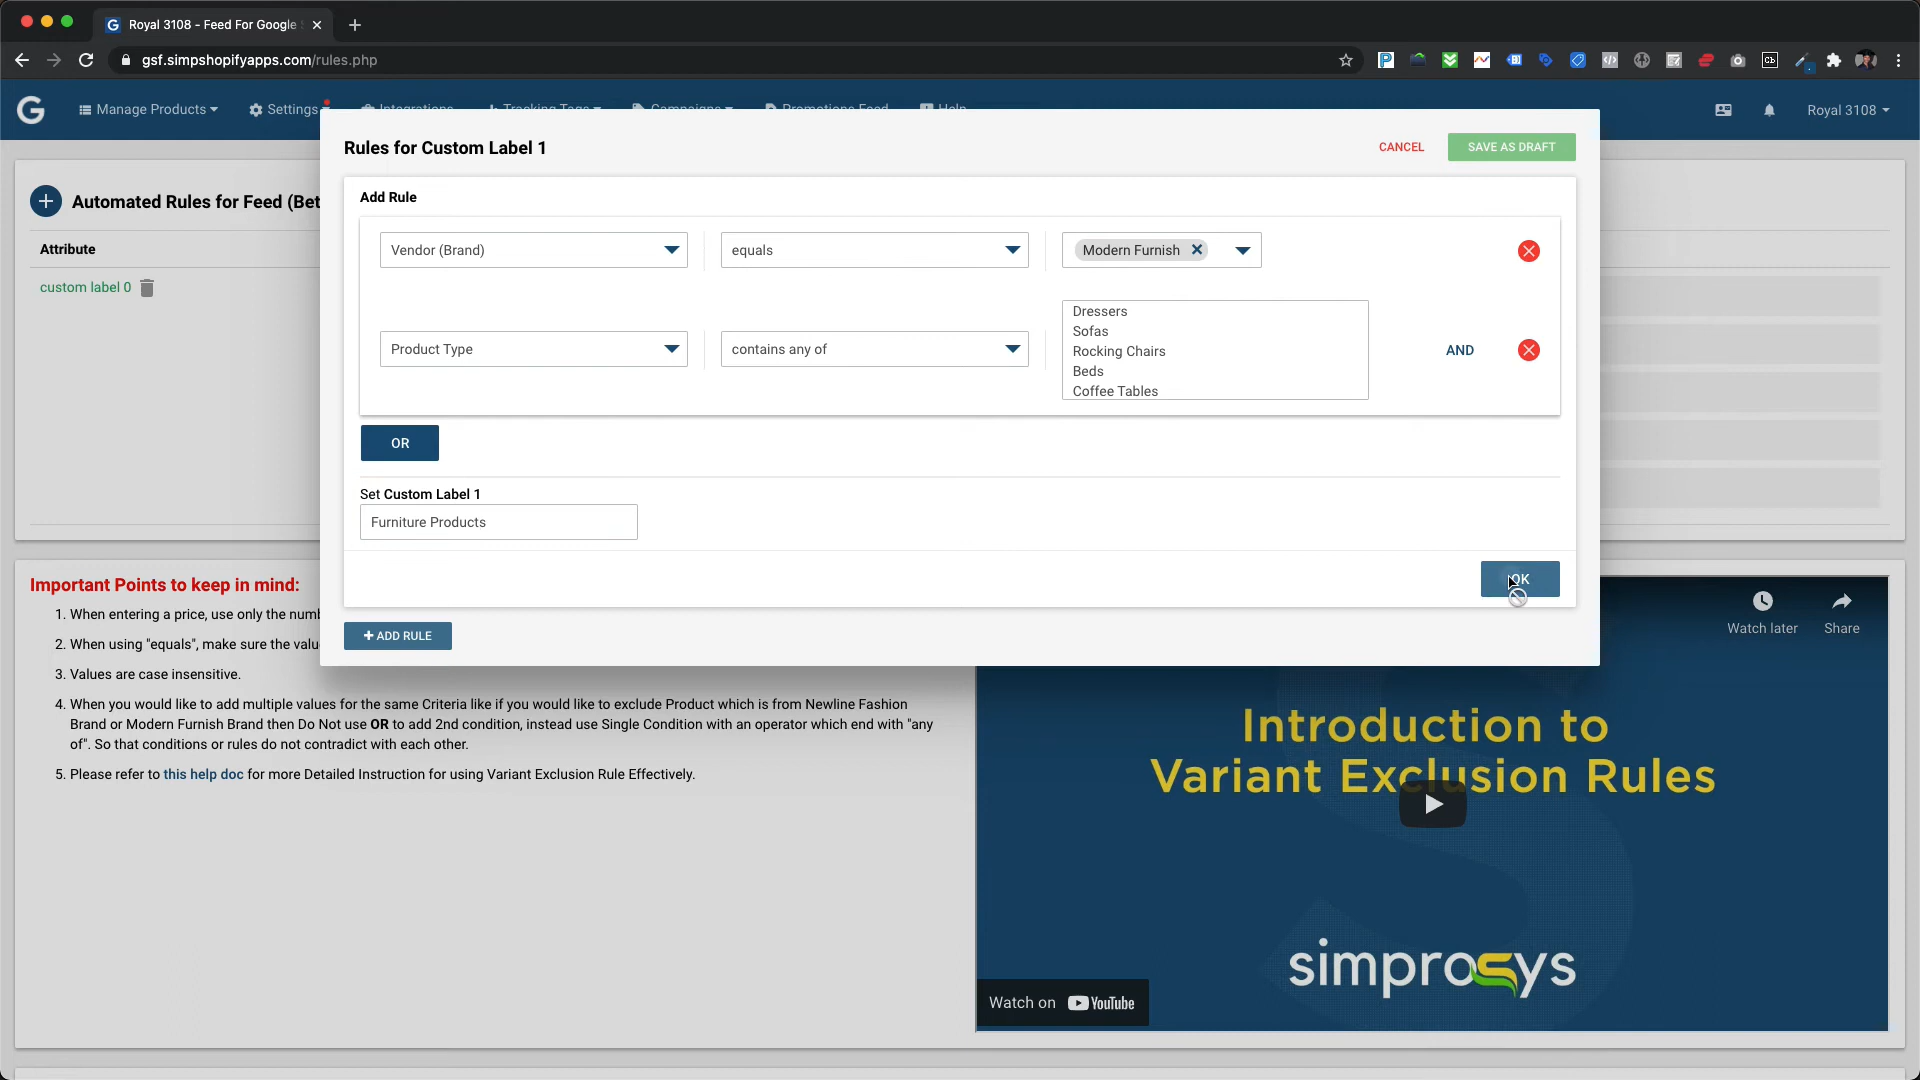 Royal 3108 - Feed For Google
gsf.simpshopifyapps.com/rules.php
Manage Products
Settings
Integrations
Tracking Tags
Campaigns
Promotions Feed
Help
Royal 3108
Rules for Custom Label 1
CANCEL
SAVE AS DRAFT
Automated Rules for Feed (Bet
Attribute
custom label 0
Add Rule
Vendor (Brand)
equals
Modern Furnish
Product Type
contains any of
Dressers
Sofas
Rocking Chairs
Beds
Coffee Tables
AND
OR
Set Custom Label 1
Furniture Products
OK
+ ADD RULE
Important Points to keep in mind:
1. When entering a price, use only the numb
2. When using "equals", make sure the valu
3. Values are case insensitive.
4. When you would like to add multiple values for the same Criteria like if you would like to exclude Product which is from Newline Fashion
Brand or Modern Furnish Brand then Do Not use OR to add 2nd condition, instead use Single Condition with an operator which end with "any
of". So that conditions or rules do not contradict with each other.
5. Please refer to this help doc for more Detailed Instruction for using Variant Exclusion Rule Effectively.
Watch later
Share
Introduction to
Variant Exclusion Rules
simprosys
Watch on YouTube